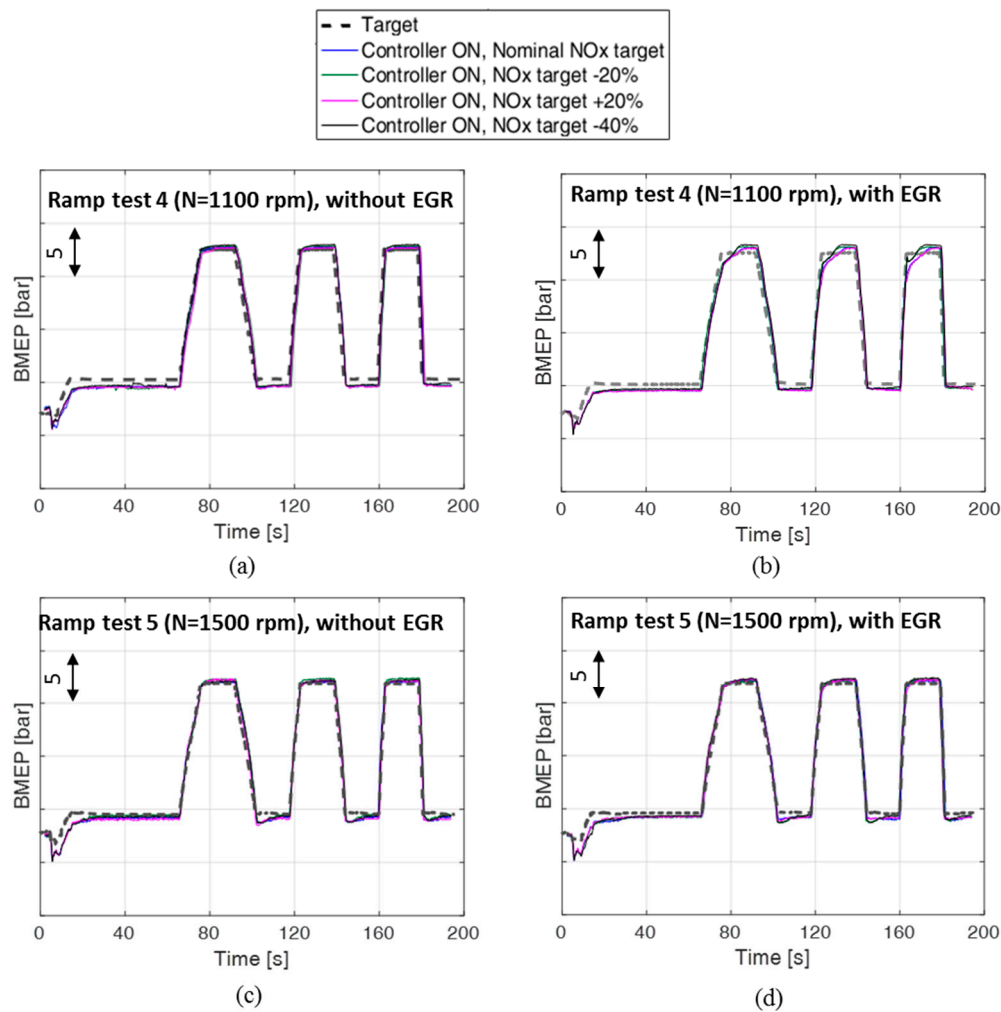 Target
Controller ON, Nominal NOx target
Controller ON, NOx target -20%
Controller ON, NOx target +20%
Controller ON, NOx target -40%
Ramp test 4 (N=1100 rpm), without EGR
5
BMEP [bar]
0 40 80 120 160 200
Time [s]
(a)
Ramp test 4 (N=1100 rpm), with EGR
5
BMEP [bar]
0 40 80 120 160 200
Time [s]
(b)
Ramp test 5 (N=1500 rpm), without EGR
5
BMEP [bar]
0 40 80 120 160 200
Time [s]
(c)
Ramp test 5 (N=1500 rpm), with EGR
5
BMEP [bar]
0 40 80 120 160 200
Time [s]
(d)